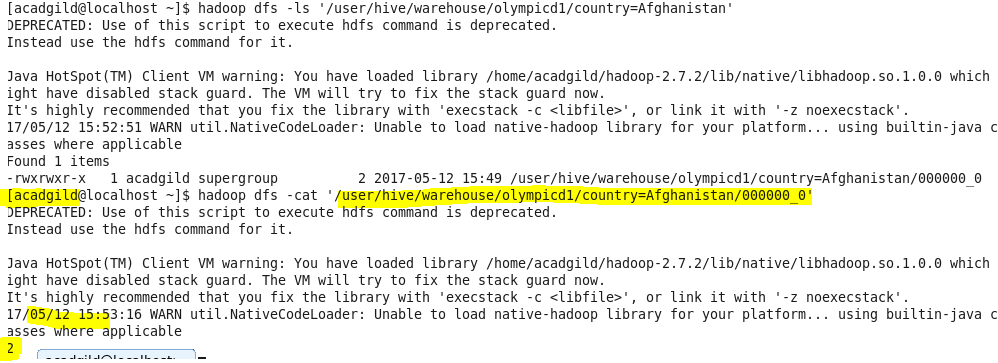 [acadgild@localhost ~]$ hadoop dfs -ls '/user/hive/warehouse/olympicd1/country=Afghanistan'
DEPRECATED: Use of this script to execute hdfs command is deprecated.
Instead use the hdfs command for it.
Java HotSpot(TM) Client VM warning: You have loaded library /home/acadgild/hadoop-2.7.2/lib/native/libhadoop.so.1.0.0 which
ight have disabled stack guard. The VM will try to fix the stack guard now.
It's highly recommended that you fix the library with 'execstack -c <libfile>', or link it with '-z noexecstack'.
17/05/12 15:52:51 WARN util.NativeCodeLoader: Unable to load native-hadoop library for your platform... using builtin-java c
asses where applicable
Found 1 items
-rwxrwxr-x   1 acadgild supergroup          2 2017-05-12 15:49 /user/hive/warehouse/olympicd1/country=Afghanistan/000000_0
[acadgild@localhost ~]$ hadoop dfs -cat '/user/hive/warehouse/olympicd1/country=Afghanistan/000000_0'
DEPRECATED: Use of this script to execute hdfs command is deprecated.
Instead use the hdfs command for it.
Java HotSpot(TM) Client VM warning: You have loaded library /home/acadgild/hadoop-2.7.2/lib/native/libhadoop.so.1.0.0 which
ight have disabled stack guard. The VM will try to fix the stack guard now.
It's highly recommended that you fix the library with 'execstack -c <libfile>', or link it with '-z noexecstack'.
17/05/12 15:53:16 WARN util.NativeCodeLoader: Unable to load native-hadoop library for your platform... using builtin-java c
asses where applicable
2
acadgild@localhost: